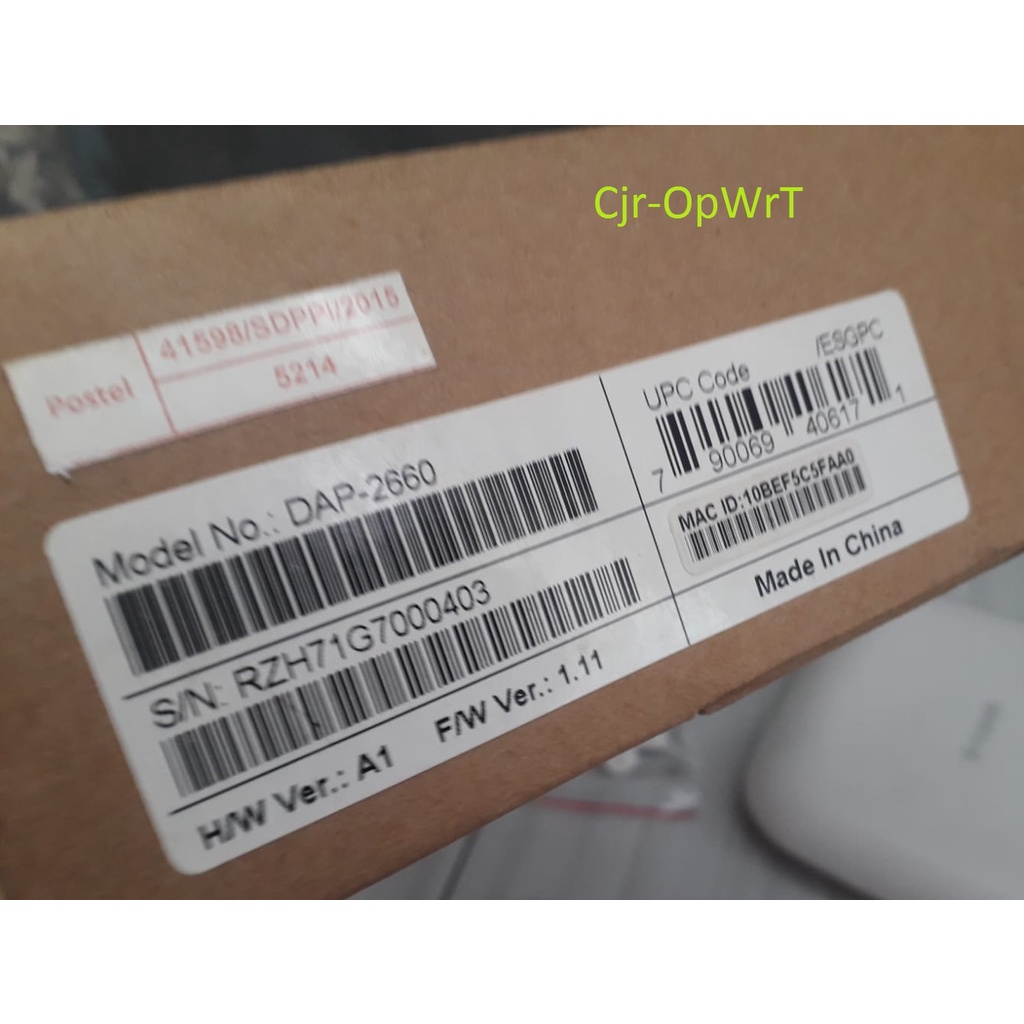 Cjr-OpWrT
Postel
41598/SDPPI/2015
5214
Model No.: DAP-2660
S/N: RZH71G7000403
H/W Ver.: A1 F/W Ver.: 1.11
UPC Code /ESGPC
7 90069 40617 1
MAC ID:10BEF5C5FAA0
Made In China